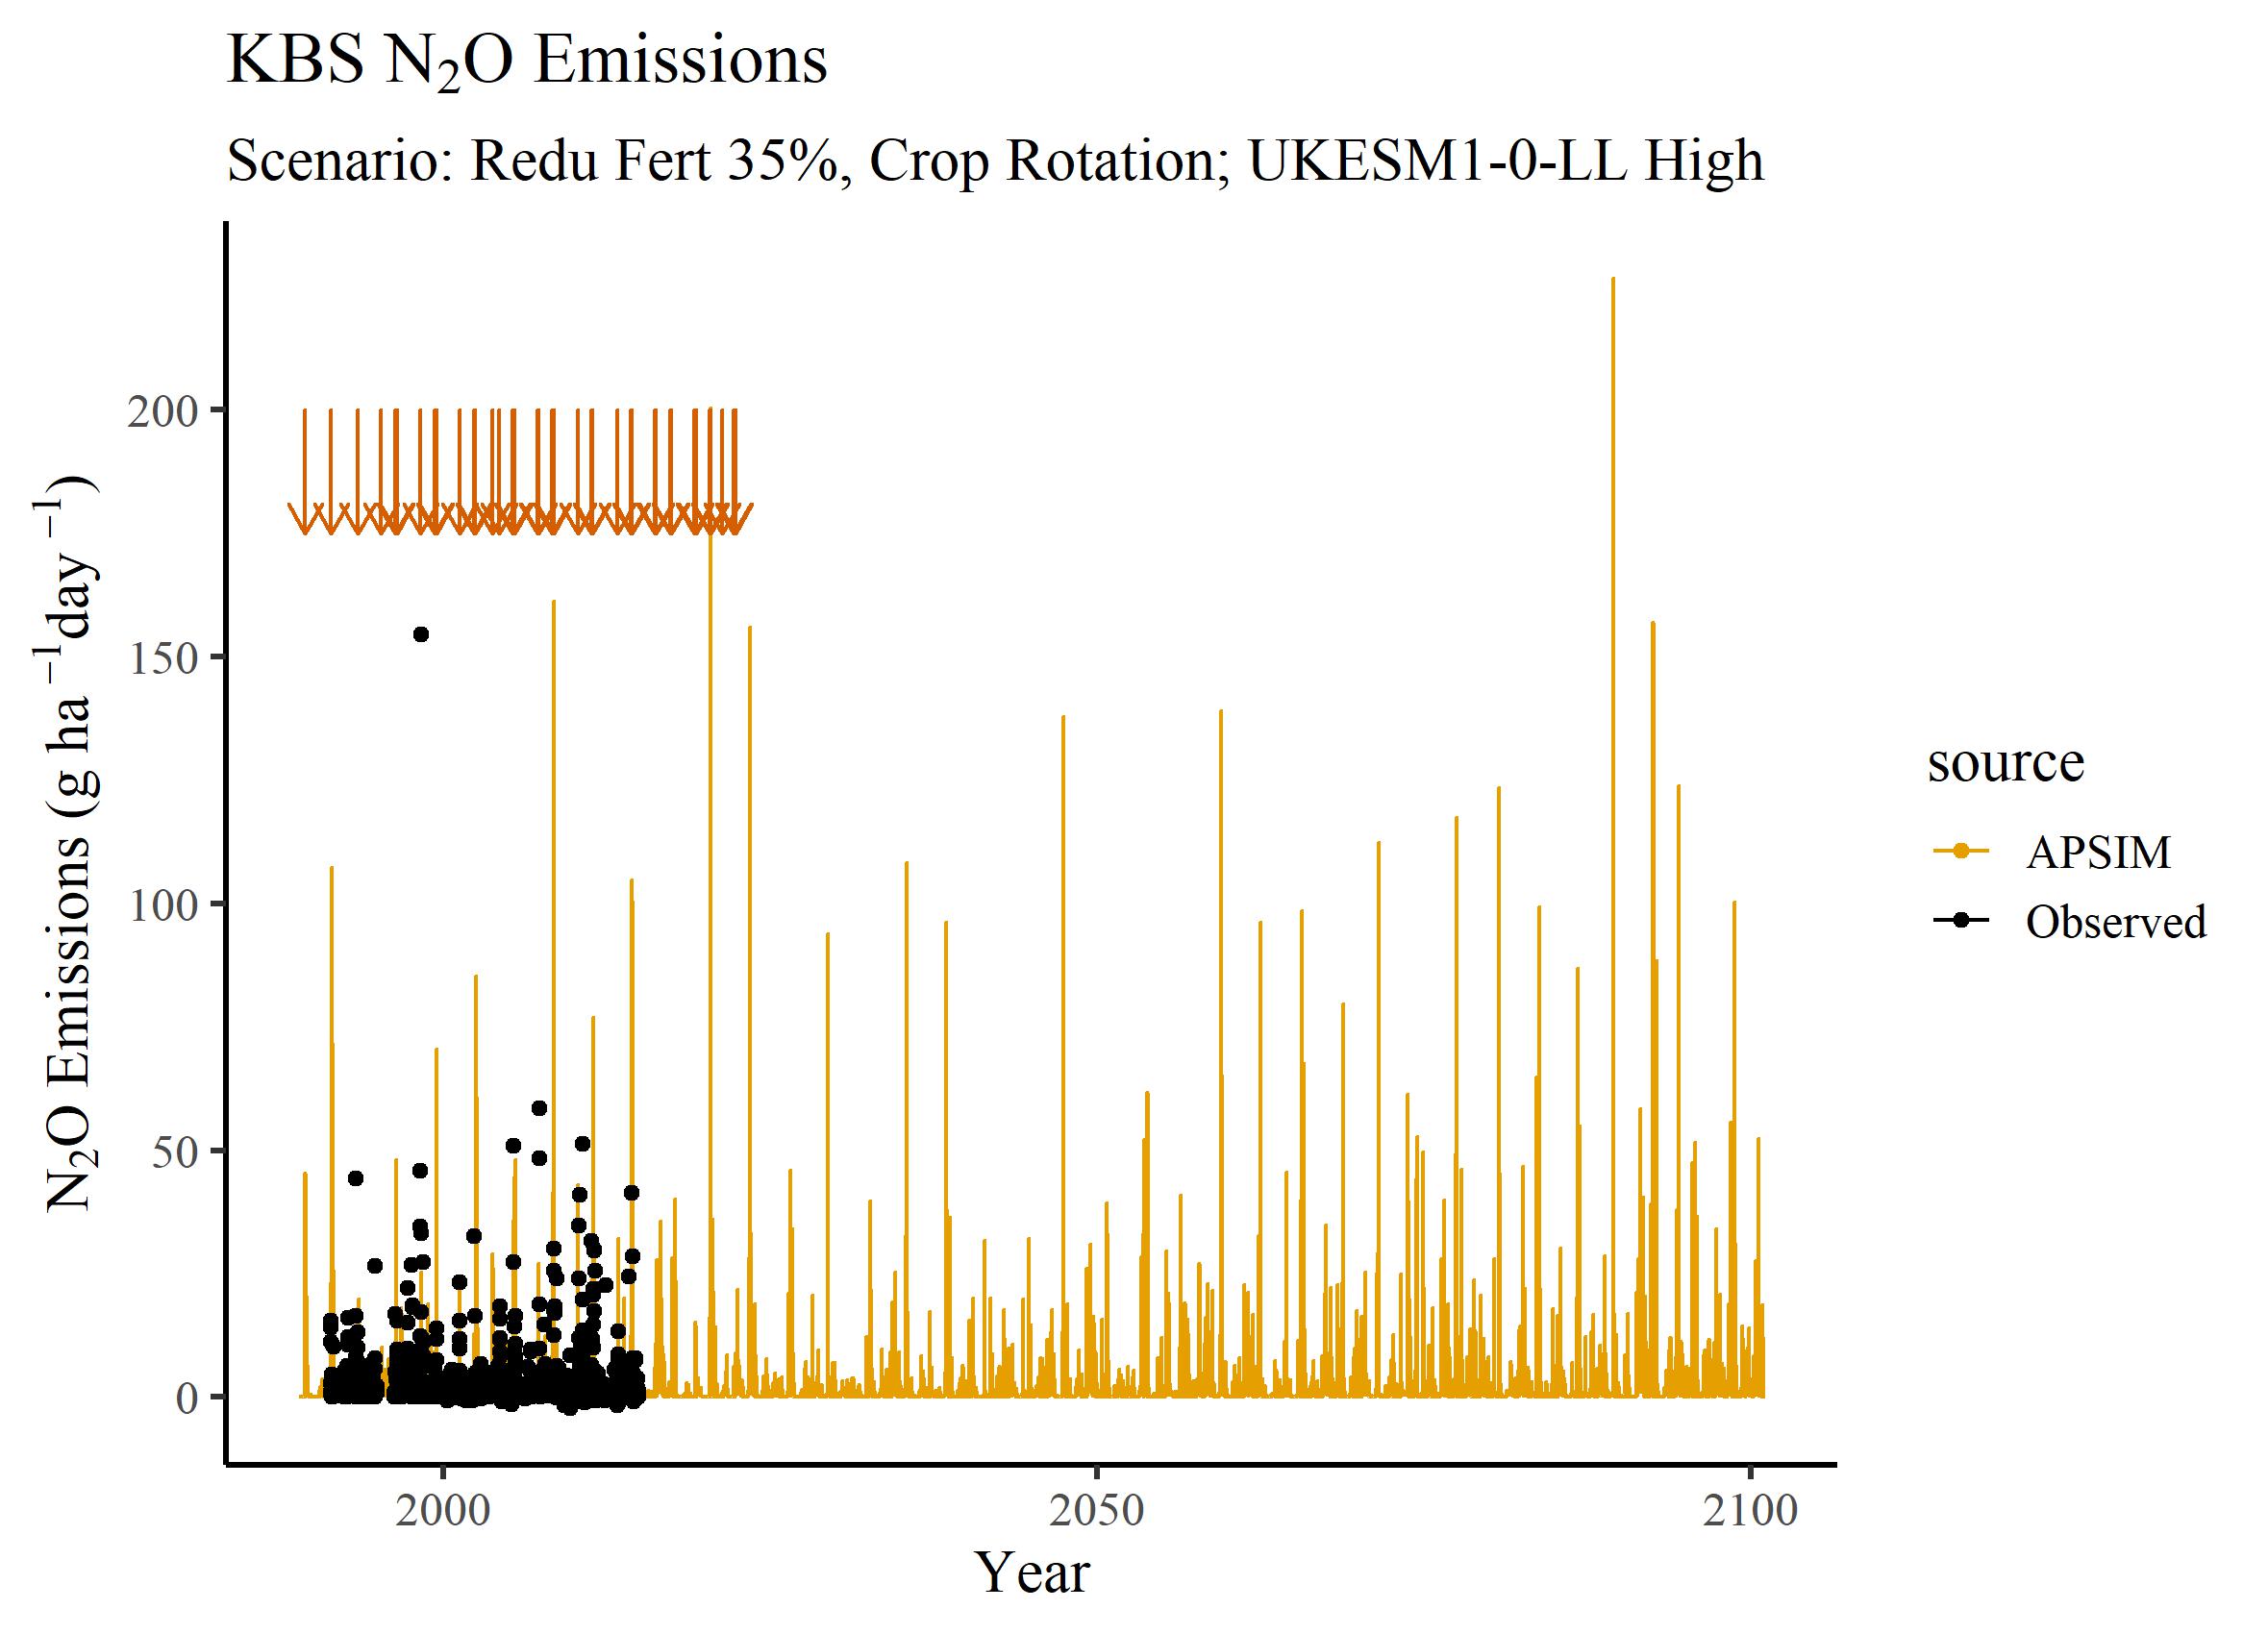 KBS N₂O Emissions
Scenario: Redu Fert 35%, Crop Rotation; UKESM1-0-LL High
N₂O Emissions (g ha⁻¹day⁻¹)
200
150
100
50
0
2000
2050
2100
Year
source
APSIM
Observed